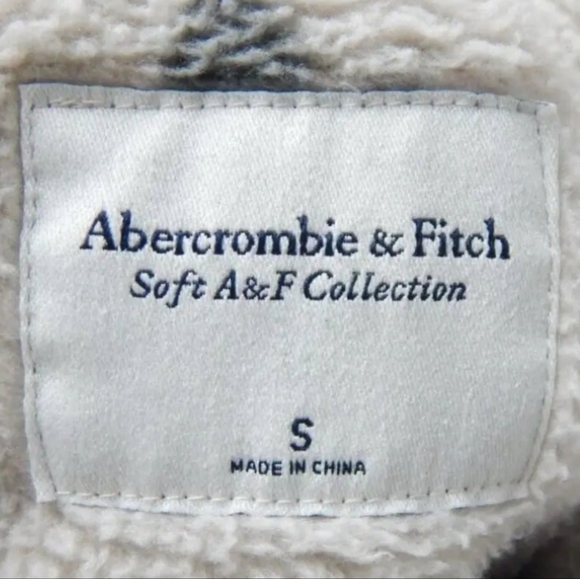 Abercrombie & Fitch
Soft A&F Collection
S
MADE IN CHINA